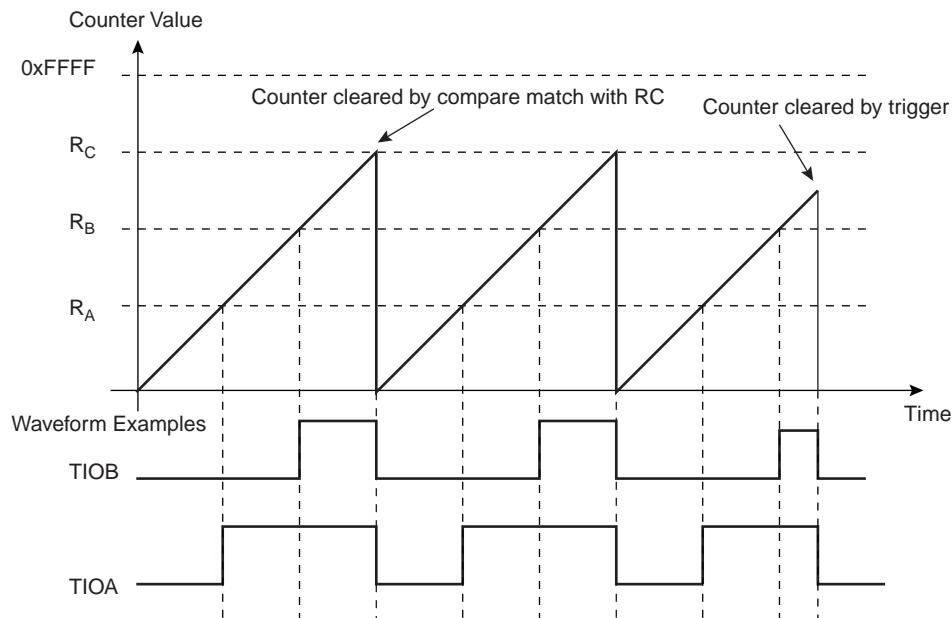 Counter Value
0xFFFF
Counter cleared by compare match with RC
Counter cleared by trigger
RC
RB
RA
Time
Waveform Examples
TIOB
TIOA